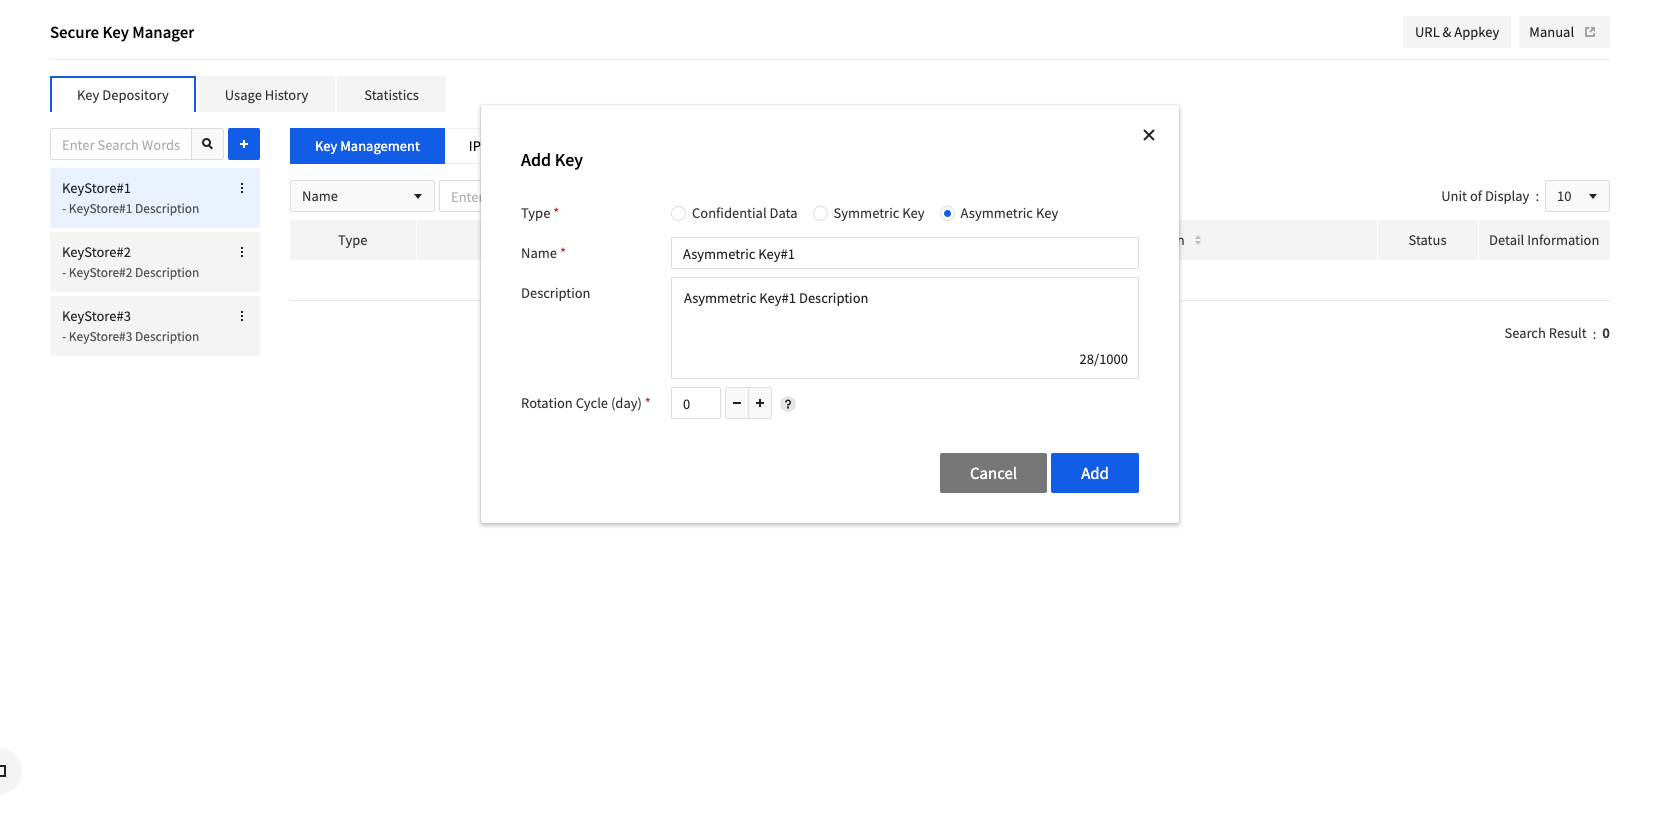 Secure Key Manager
URL & Appkey
Manual
Key Depository
Usage History
Statistics
Enter Search Words
+
KeyStore#1
- KeyStore#1 Description
KeyStore#2
- KeyStore#2 Description
KeyStore#3
- KeyStore#3 Description
Key Management
IP
Name
Enter
Unit of Display : 10
Type
n
Status
Detail Information
Search Result : 0
Add Key
Type *
Confidential Data
Symmetric Key
Asymmetric Key
Name *
Asymmetric Key#1
Description
Asymmetric Key#1 Description
28/1000
Rotation Cycle (day) *
0
− + ?
Cancel
Add